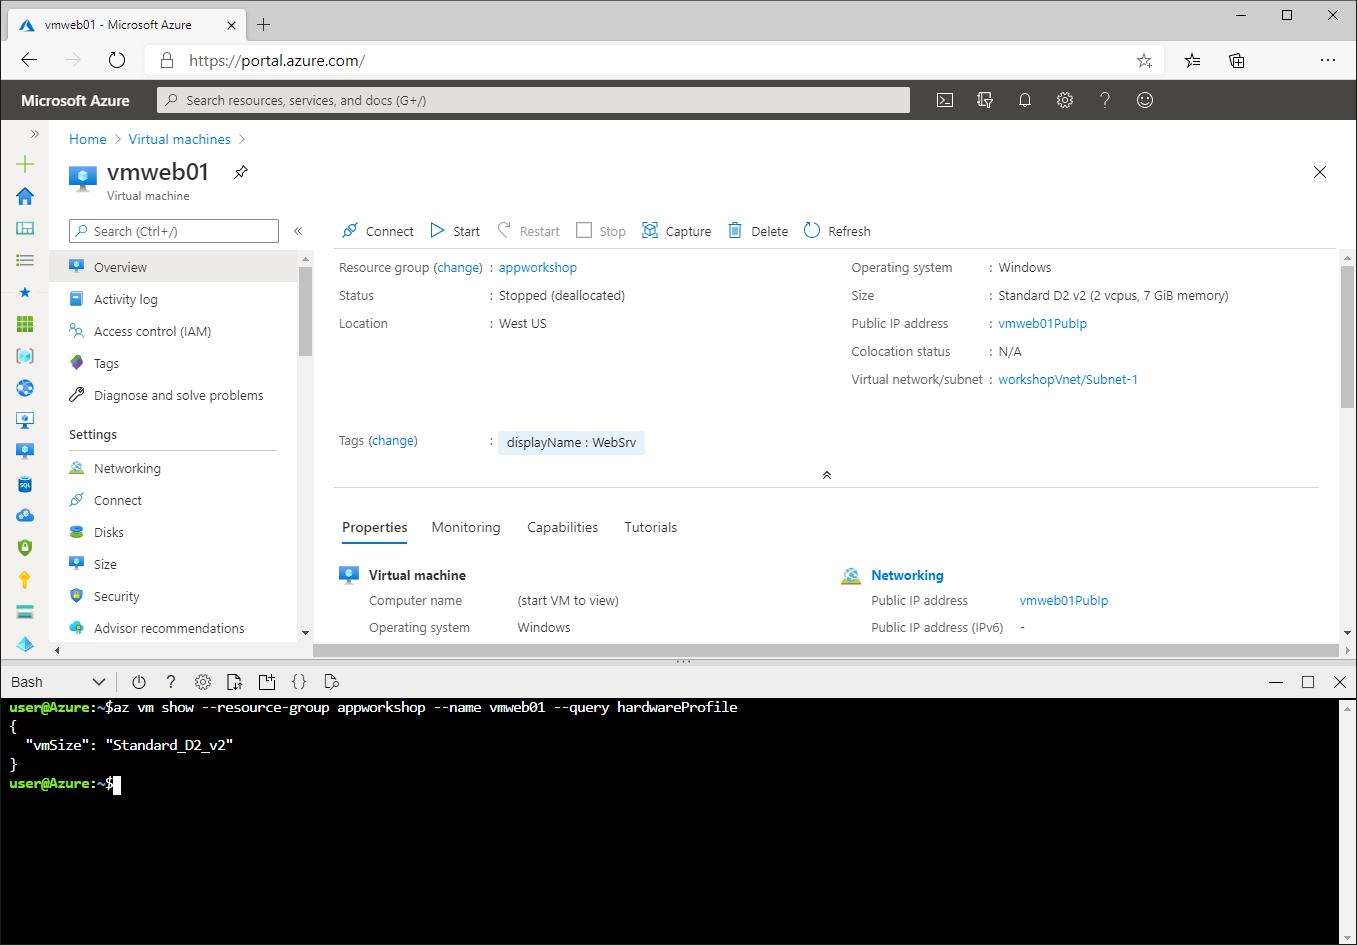 vmweb01 - Microsoft Azure
https://portal.azure.com/
Microsoft Azure
Search resources, services, and docs (G+/)
Home > Virtual machines >
vmweb01
Virtual machine
Search (Ctrl+/)
«
Connect Start Restart Stop Capture Delete Refresh
Overview
Activity log
Access control (IAM)
Tags
Diagnose and solve problems
Settings
Networking
Connect
Disks
Size
Security
Advisor recommendations
Resource group (change) : appworkshop
Status : Stopped (deallocated)
Location : West US
Operating system : Windows
Size : Standard D2 v2 (2 vcpus, 7 GiB memory)
Public IP address : vmweb01PubIp
Colocation status : N/A
Virtual network/subnet : workshopVnet/Subnet-1
Tags (change) : displayName : WebSrv
Properties Monitoring Capabilities Tutorials
Virtual machine
Computer name (start VM to view)
Operating system Windows
Networking
Public IP address vmweb01PubIp
Public IP address (IPv6) -
SQL
Bash
user@Azure:~$az vm show --resource-group appworkshop --name vmweb01 --query hardwareProfile
{
"vmSize": "Standard_D2_v2"
}
user@Azure:~$